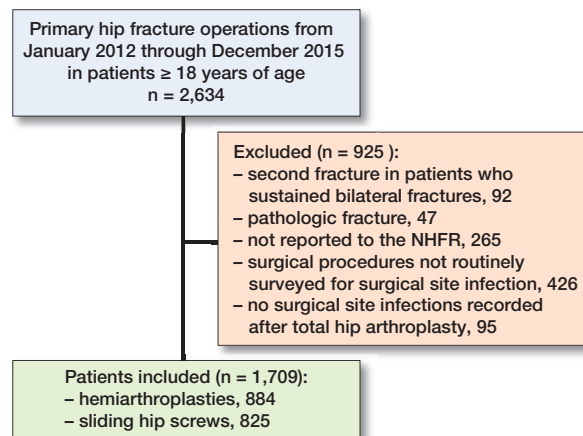 Primary hip fracture operations from
January 2012 through December 2015
in patients ≥ 18 years of age
n = 2,634
Excluded (n = 925 ):
– second fracture in patients who
sustained bilateral fractures, 92
– pathologic fracture, 47
– not reported to the NHFR, 265
– surgical procedures not routinely
surveyed for surgical site infection, 426
– no surgical site infections recorded
after total hip arthroplasty, 95
Patients included (n = 1,709):
– hemiarthroplasties, 884
– sliding hip screws, 825